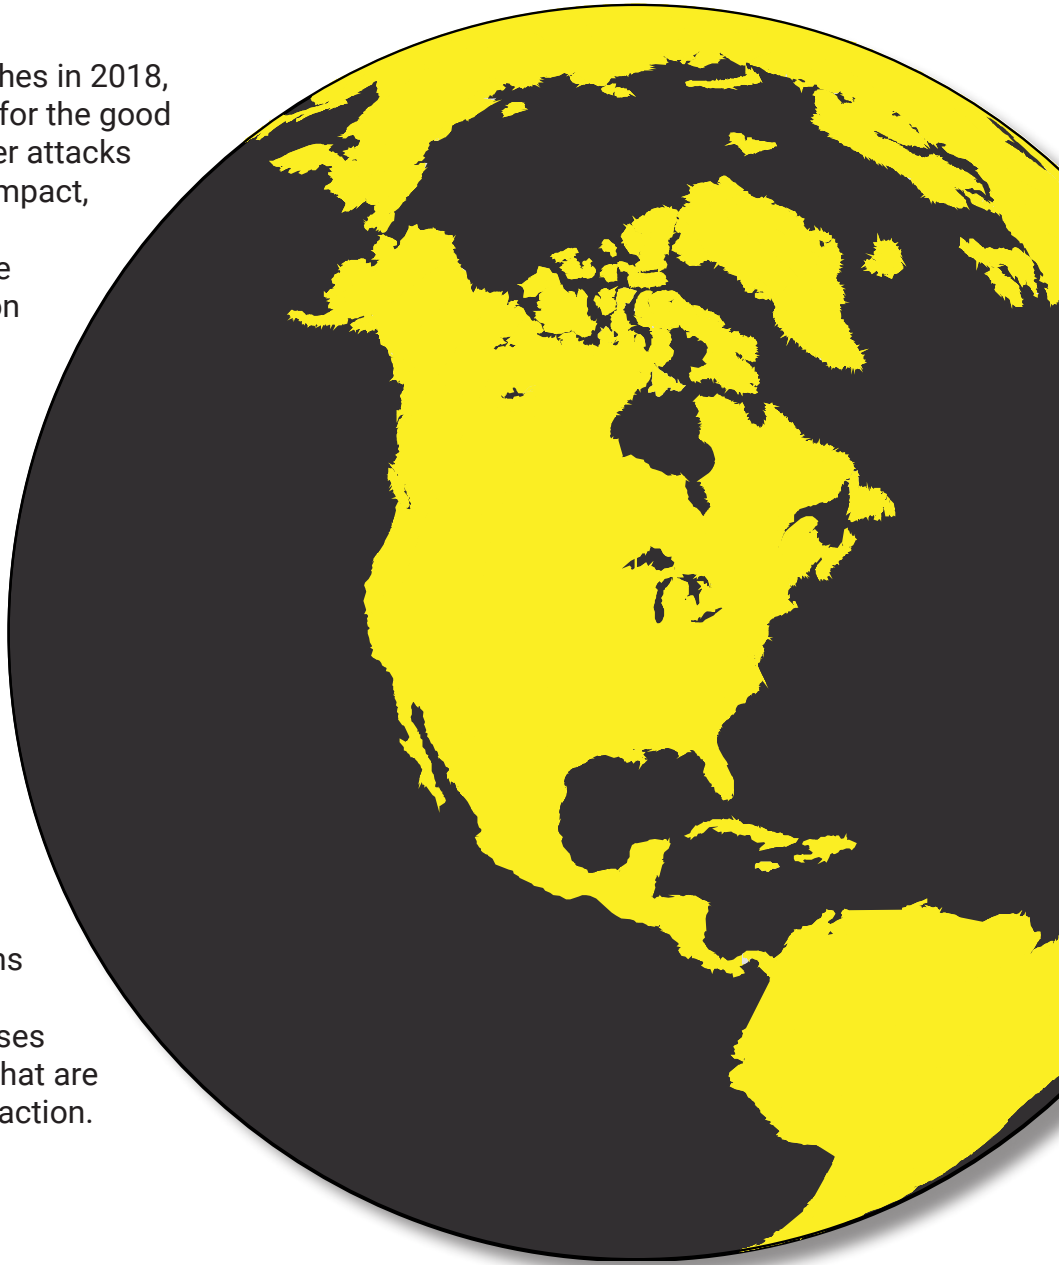 hes in 2018,
for the good
er attacks
mpact,
e
on
ns
ses
hat are
action.